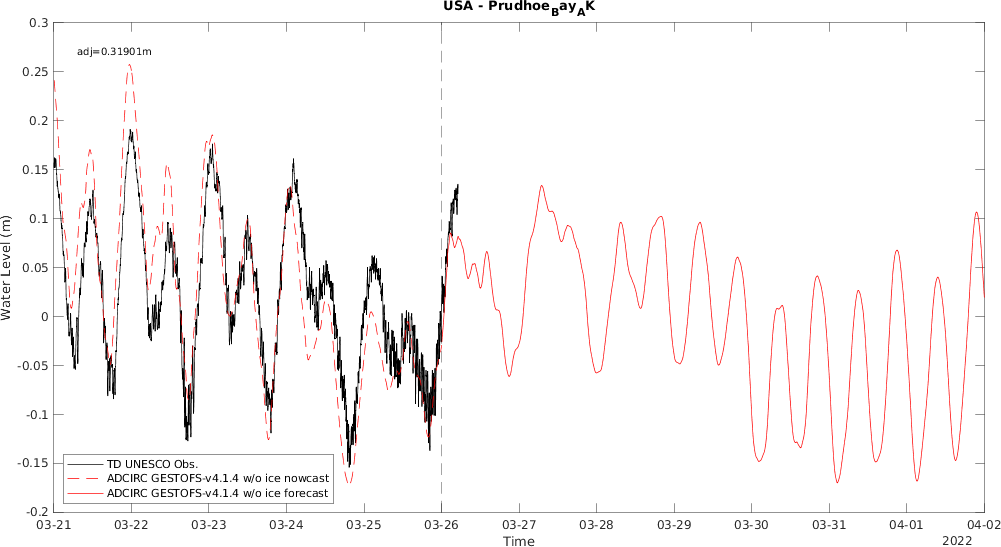 USA - Prudhoe_Bay_AK
0.3
adj=0.31901m
0.25
0.2
0.15
0.1
0.05
0
-0.05
-0.1
-0.15
-0.2
Water Level (m)
TD UNESCO Obs.
ADCIRC GESTOFS-v4.1.4 w/o ice nowcast
ADCIRC GESTOFS-v4.1.4 w/o ice forecast
03-21 03-22 03-23 03-24 03-25 03-26 03-27 03-28 03-29 03-30 03-31 04-01 04-02
Time
2022